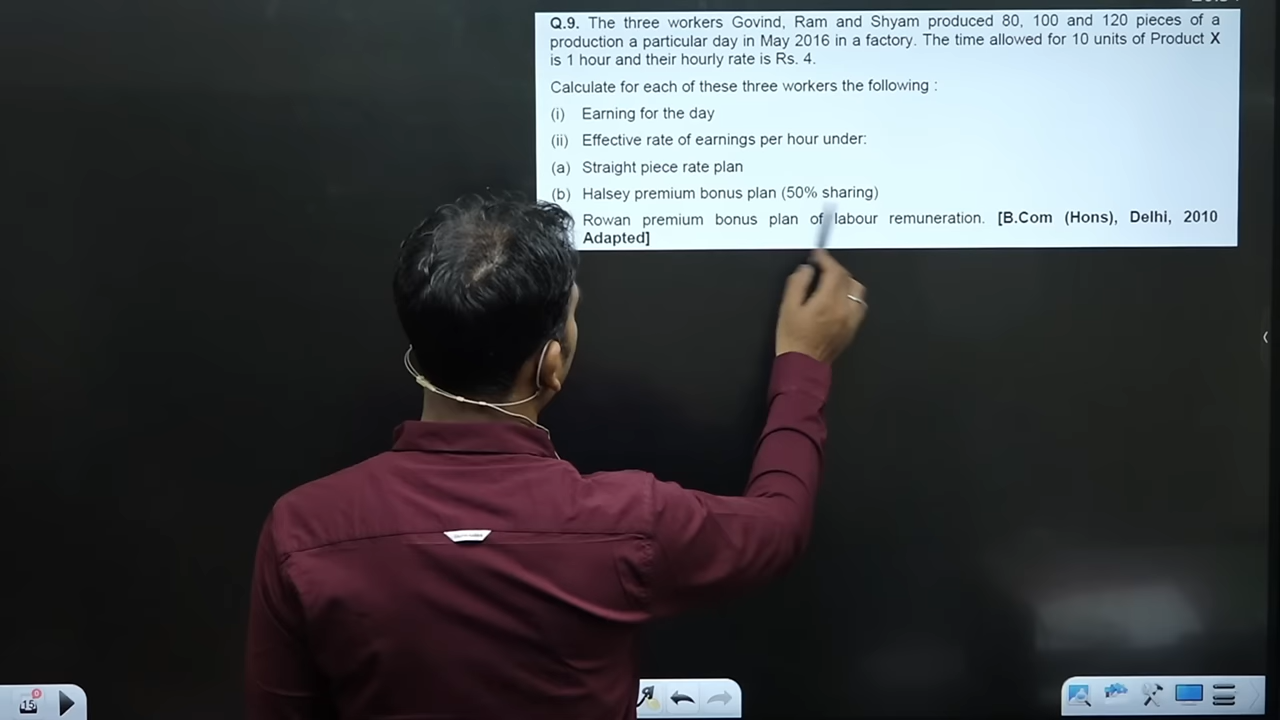 Q.9. The three workers Govind, Ram and Shyam produced 80, 100 and 120 pieces of a
production a particular day in May 2016 in a factory. The time allowed for 10 units of Product X
is 1 hour and their hourly rate is Rs. 4.
Calculate for each of these three workers the following :
(i) Earning for the day
(ii) Effective rate of earnings per hour under:
(a) Straight piece rate plan
(b) Halsey premium bonus plan (50% sharing)
Rowan premium bonus plan of labour remuneration. [B.Com (Hons), Delhi, 2010
Adapted]
15
0